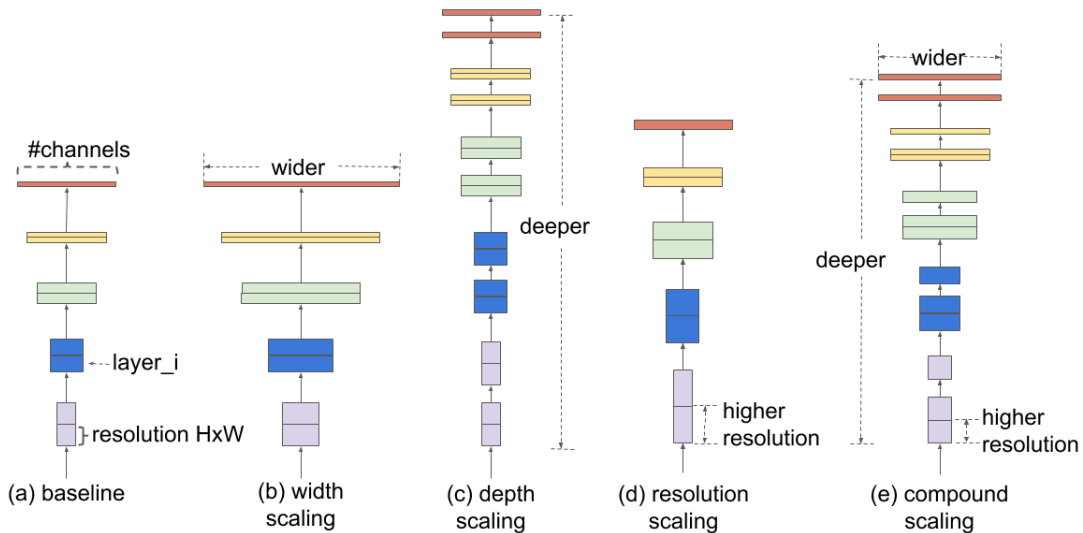 #channels
layer_i
resolution HxW
(a) baseline
wider
(b) width
scaling
deeper
(c) depth
scaling
higher
resolution
(d) resolution
scaling
wider
deeper
higher
resolution
(e) compound
scaling